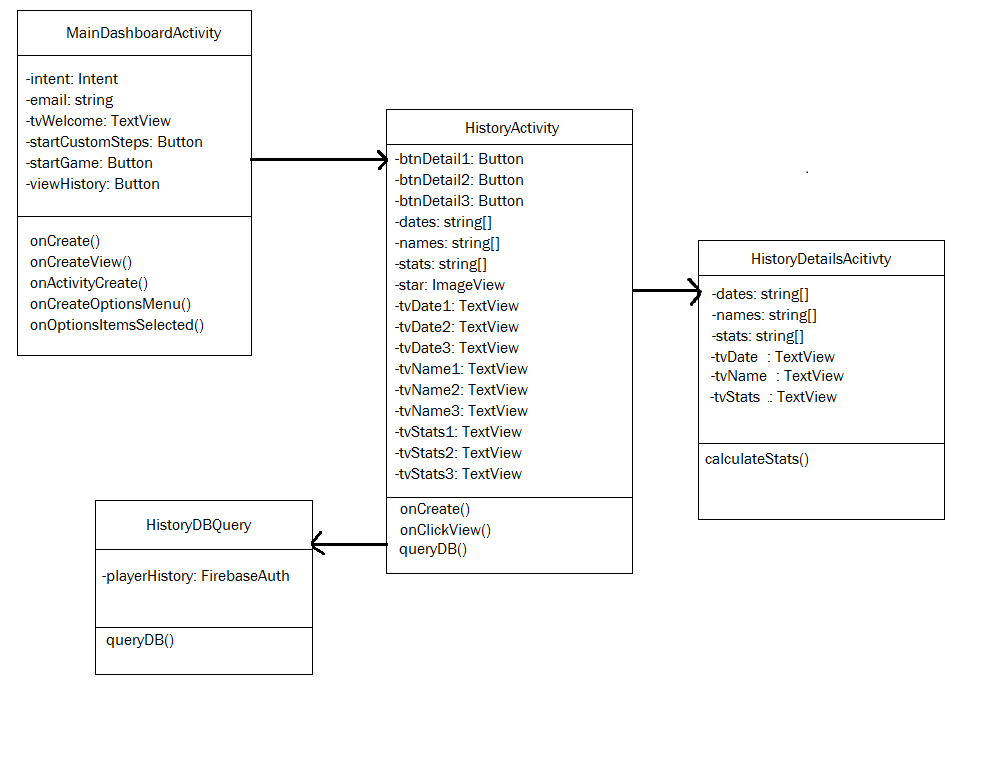 MainDashboardActivity
-intent: Intent
-email: string
-tvWelcome: TextView
-startCustomSteps: Button
-startGame: Button
-viewHistory: Button
onCreate()
onCreateView()
onActivityCreate()
onCreateOptionsMenu()
onOptionsItemsSelected()
HistoryActivity
-btnDetail1: Button
-btnDetail2: Button
-btnDetail3: Button
-dates: string[]
-names: string[]
-stats: string[]
-star: ImageView
-tvDate1: TextView
-tvDate2: TextView
-tvDate3: TextView
-tvName1: TextView
-tvName2: TextView
-tvName3: TextView
-tvStats1: TextView
-tvStats2: TextView
-tvStats3: TextView
onCreate()
onClickView()
queryDB()
HistoryDetailsAcitivty
-dates: string[]
-names: string[]
-stats: string[]
-tvDate : TextView
-tvName : TextView
-tvStats .: TextView
calculateStats()
HistoryDBQuery
-playerHistory: FirebaseAuth
queryDB()